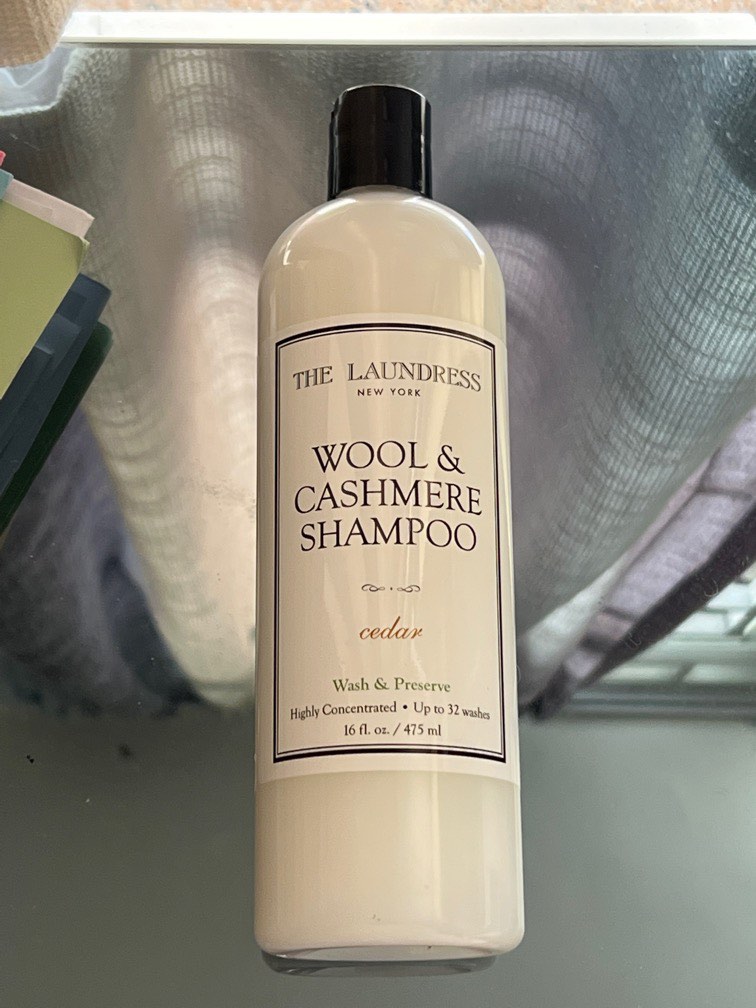 THE LAUNDRESS
NEW YORK
WOOL &
CASHMERE
SHAMPOO
cedar
Wash & Preserve
Highly Concentrated • Up to 32 washes
16 fl. oz. / 475 ml